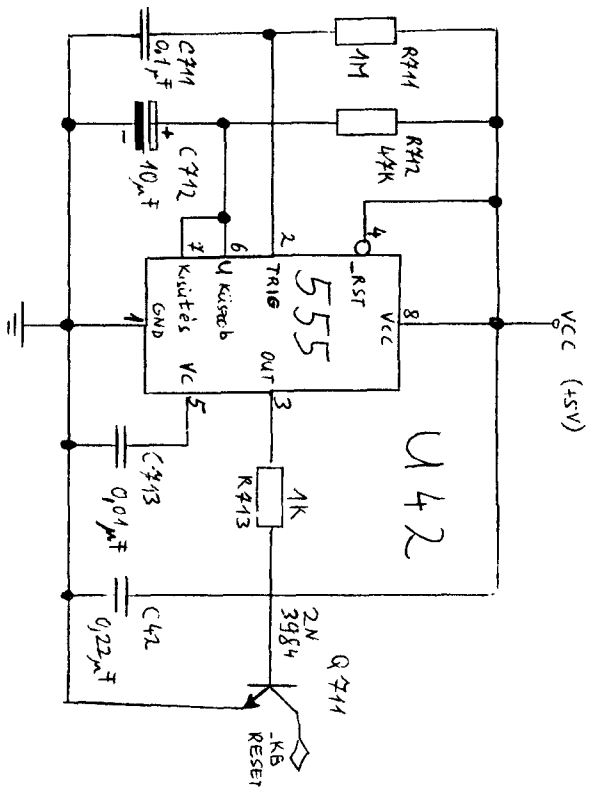 VCC (+5V)
R711
1M
R712
47K
4
_RST
8
VCC
U42
555
2
TRIG
OUT
3
1K
R713
6
U Küszöb
7
Kisütés
VC
5
GND
1
C711
0,1µF
+
-
C712
10µF
C713
0,01µF
C42
0,22µF
2N
3984
Q711
_KB
RESET